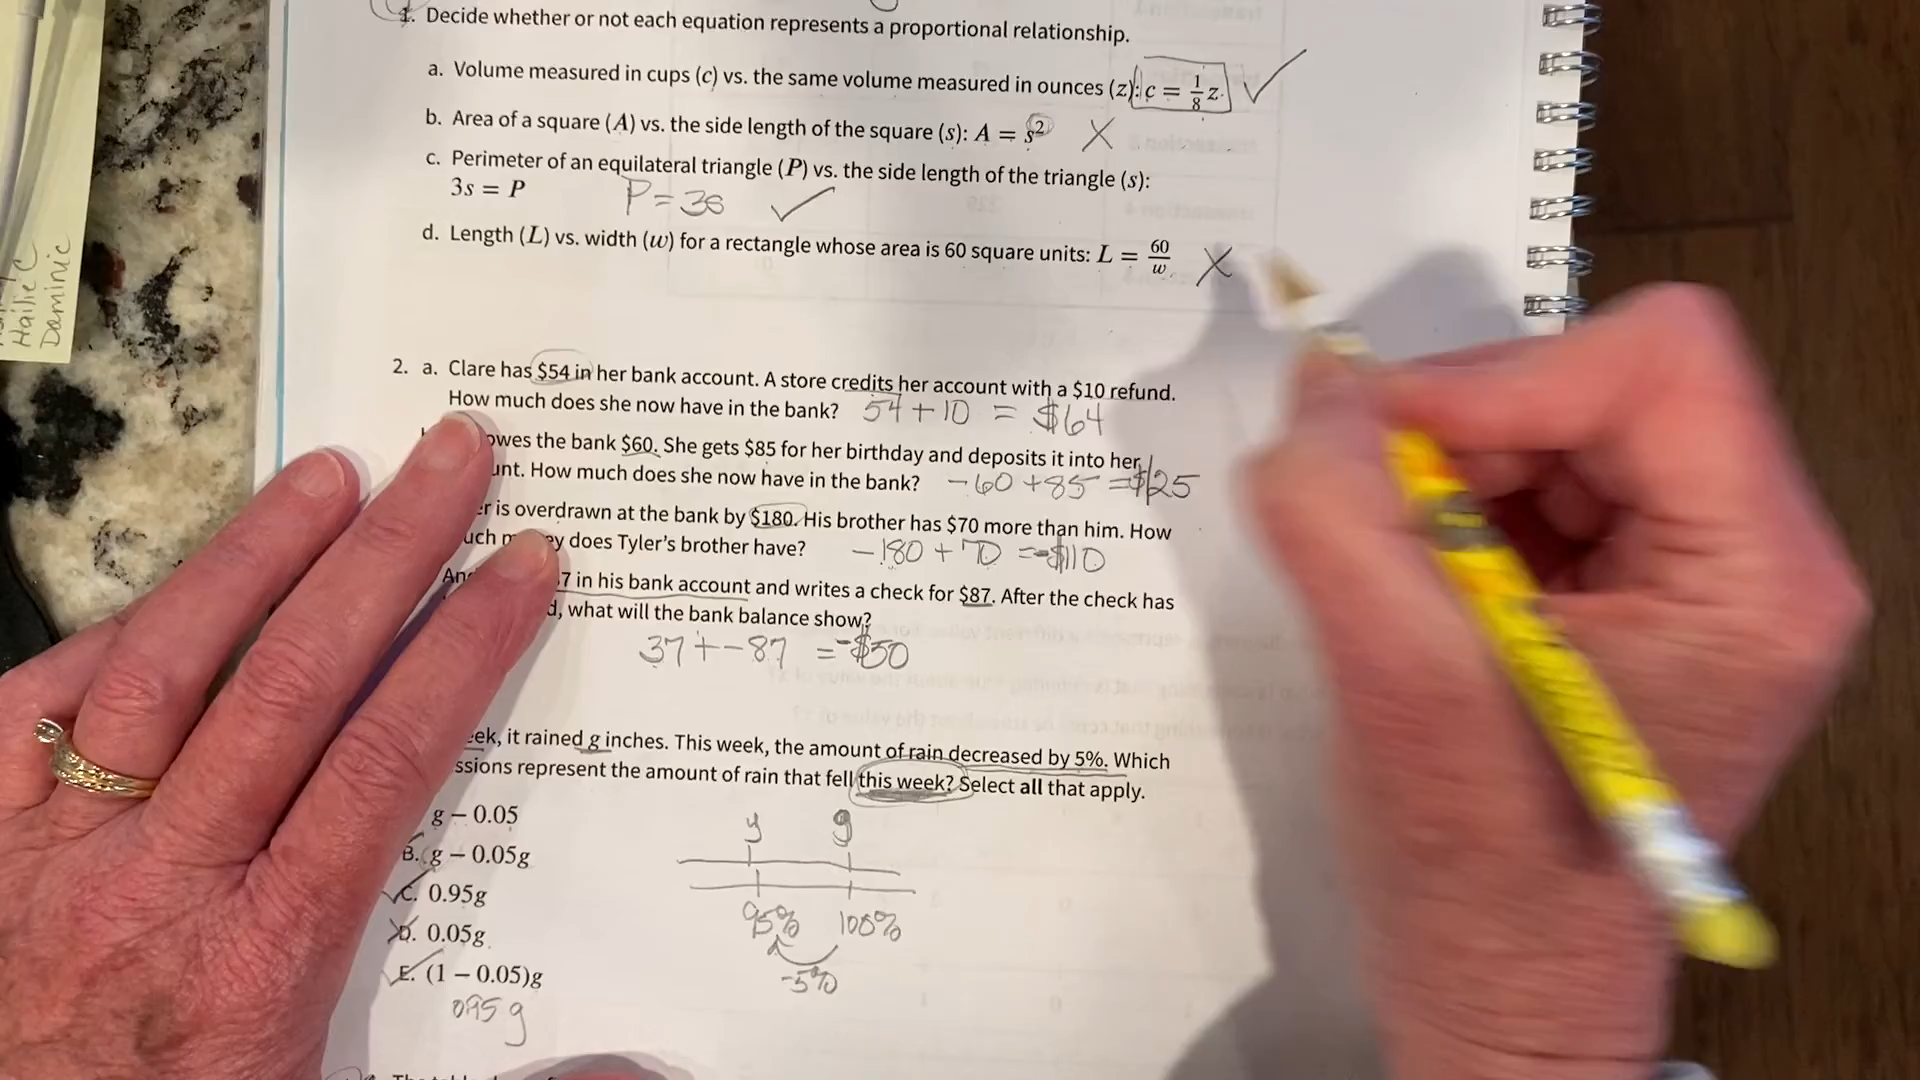 1. Decide whether or not each equation represents a proportional relationship.
a. Volume measured in cups (c) vs. the same volume measured in ounces (z): c = 1/8 z.
b. Area of a square (A) vs. the side length of the square (s): A = s² X
c. Perimeter of an equilateral triangle (P) vs. the side length of the triangle (s):
3s = P P = 3s
d. Length (L) vs. width (w) for a rectangle whose area is 60 square units: L = 60/w X
Hailie C
Dominic
2. a. Clare has $54 in her bank account. A store credits her account with a $10 refund.
How much does she now have in the bank? 54 + 10 = $64
owes the bank $60. She gets $85 for her birthday and deposits it into her
unt. How much does she now have in the bank? -60 + 85 = $25
er is overdrawn at the bank by $180. His brother has $70 more than him. How
uch y does Tyler's brother have? -180 + 70 = -$110
An 7 in his bank account and writes a check for $87. After the check has
d, what will the bank balance show?
37 + -87 = -$50
eek, it rained g inches. This week, the amount of rain decreased by 5%. Which
ssions represent the amount of rain that fell this week? Select all that apply.
g – 0.05
B. g – 0.05g
C. 0.95g
D. 0.05g
E. (1 – 0.05)g
0.95 g
y g
95% 100%
-5%